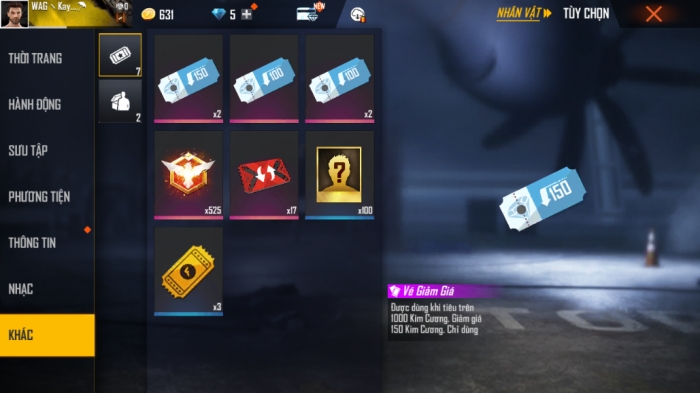 WAG Kay
631
5
NEW
NHÂN VẬT
TÙY CHỌN
THỜI TRANG
HÀNH ĐỘNG
SƯU TẬP
PHƯƠNG TIỆN
THÔNG TIN
NHẠC
KHÁC
7
2
150
x2
100
x2
100
x2
x525
x17
?
x100
x3
150
Vé Giảm Giá
Được dùng khi tiêu trên
1000 Kim Cương, Giảm giá
150 Kim Cương. Chỉ dùng